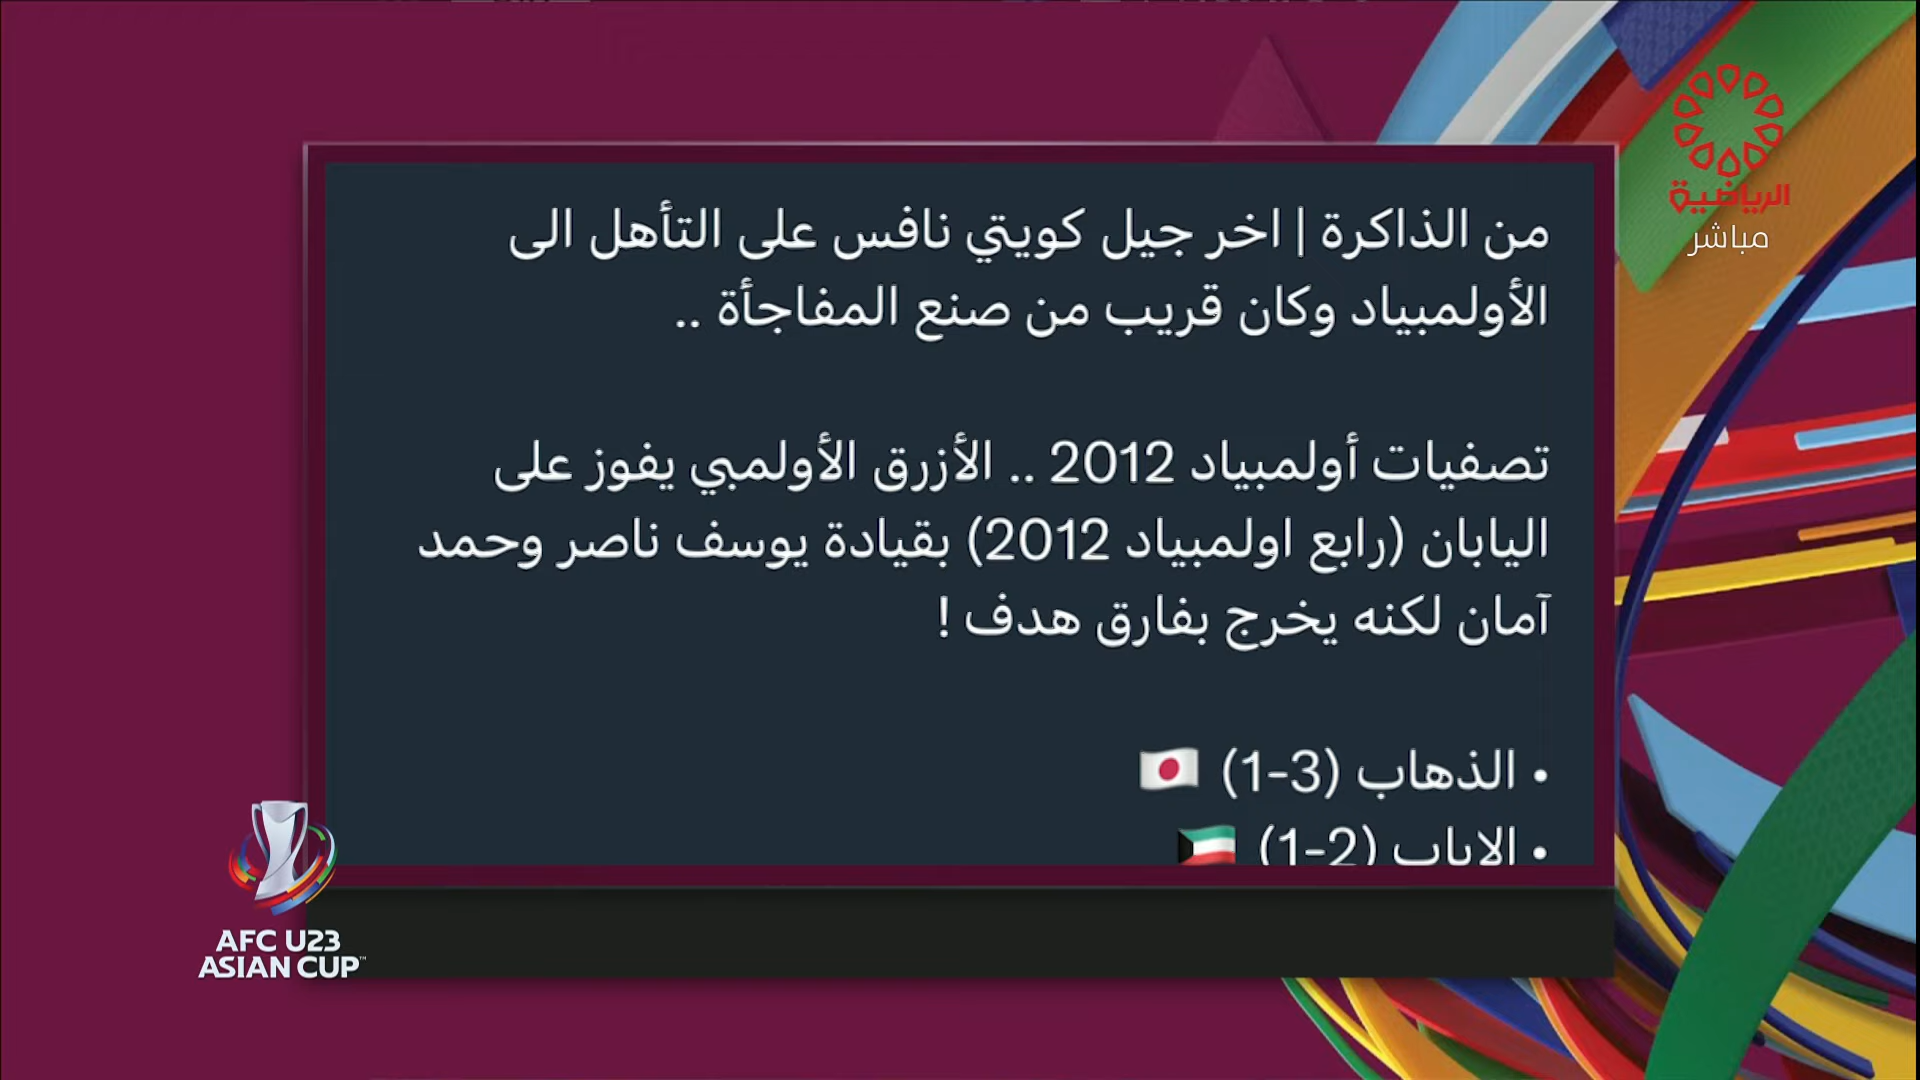 الرياضية
مباشر
من الذاكرة | اخر جيل كويتي نافس على التأهل الى
الأولمبياد وكان قريب من صنع المفاجأة ..
تصفيات أولمبياد 2012 .. الأزرق الأولمبي يفوز على
اليابان (رابع اولمبياد 2012) بقيادة يوسف ناصر وحمد
آمان لكنه يخرج بفارق هدف !
• الذهاب (3-1) 🇯🇵
• الاياب (2-1) 🇰🇼
AFC U23
ASIAN CUP™